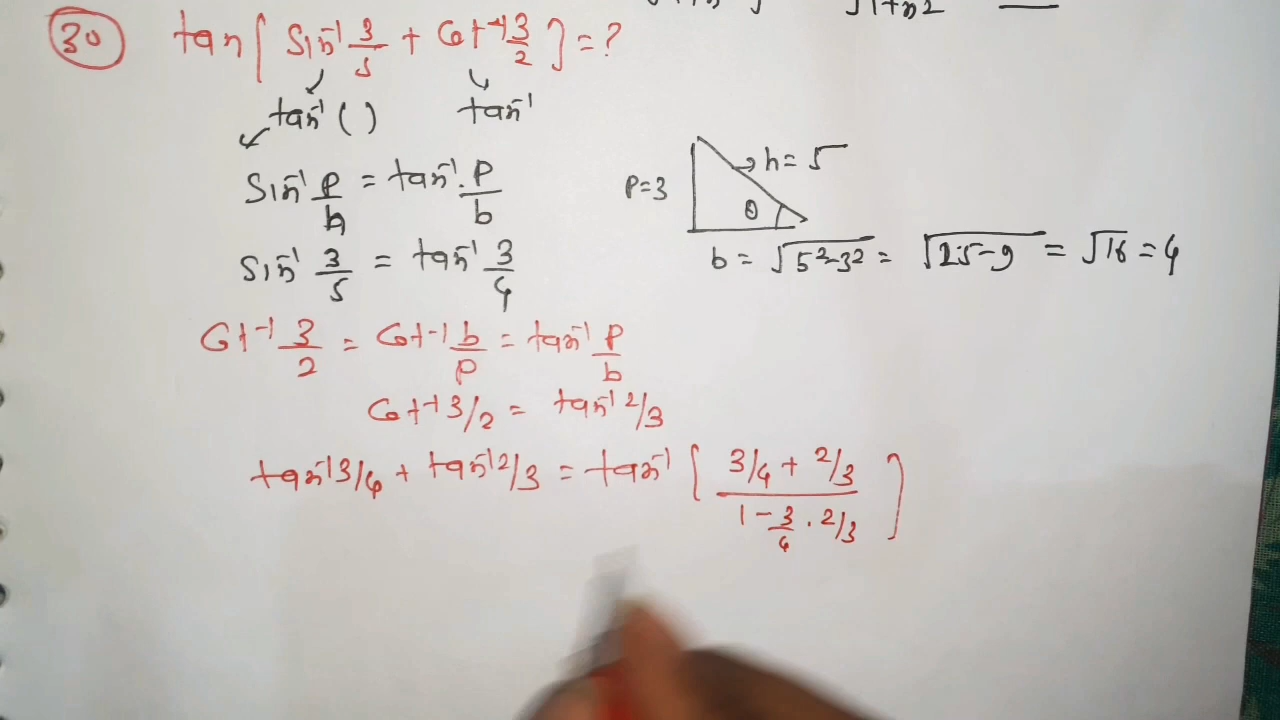 √1+x2
30 tan[sin⁻¹ 3/5 + Cot⁻¹ 3/2] = ?
tan⁻¹ ( ) tan⁻¹
Sin⁻¹ P/h = tan⁻¹. P/b
P=3 h=5
θ
b = √5²-3² = √25-9 = √16 = 4
Sin⁻¹ 3/5 = tan⁻¹ 3/4
Cot⁻¹ 3/2 = Cot⁻¹ b/P = tan⁻¹ P/b
Cot⁻¹ 3/2 = tan⁻¹ 2/3
tan⁻¹ 3/4 + tan⁻¹ 2/3 = tan⁻¹ [ (3/4 + 2/3) / (1 - 3/4 . 2/3) ]